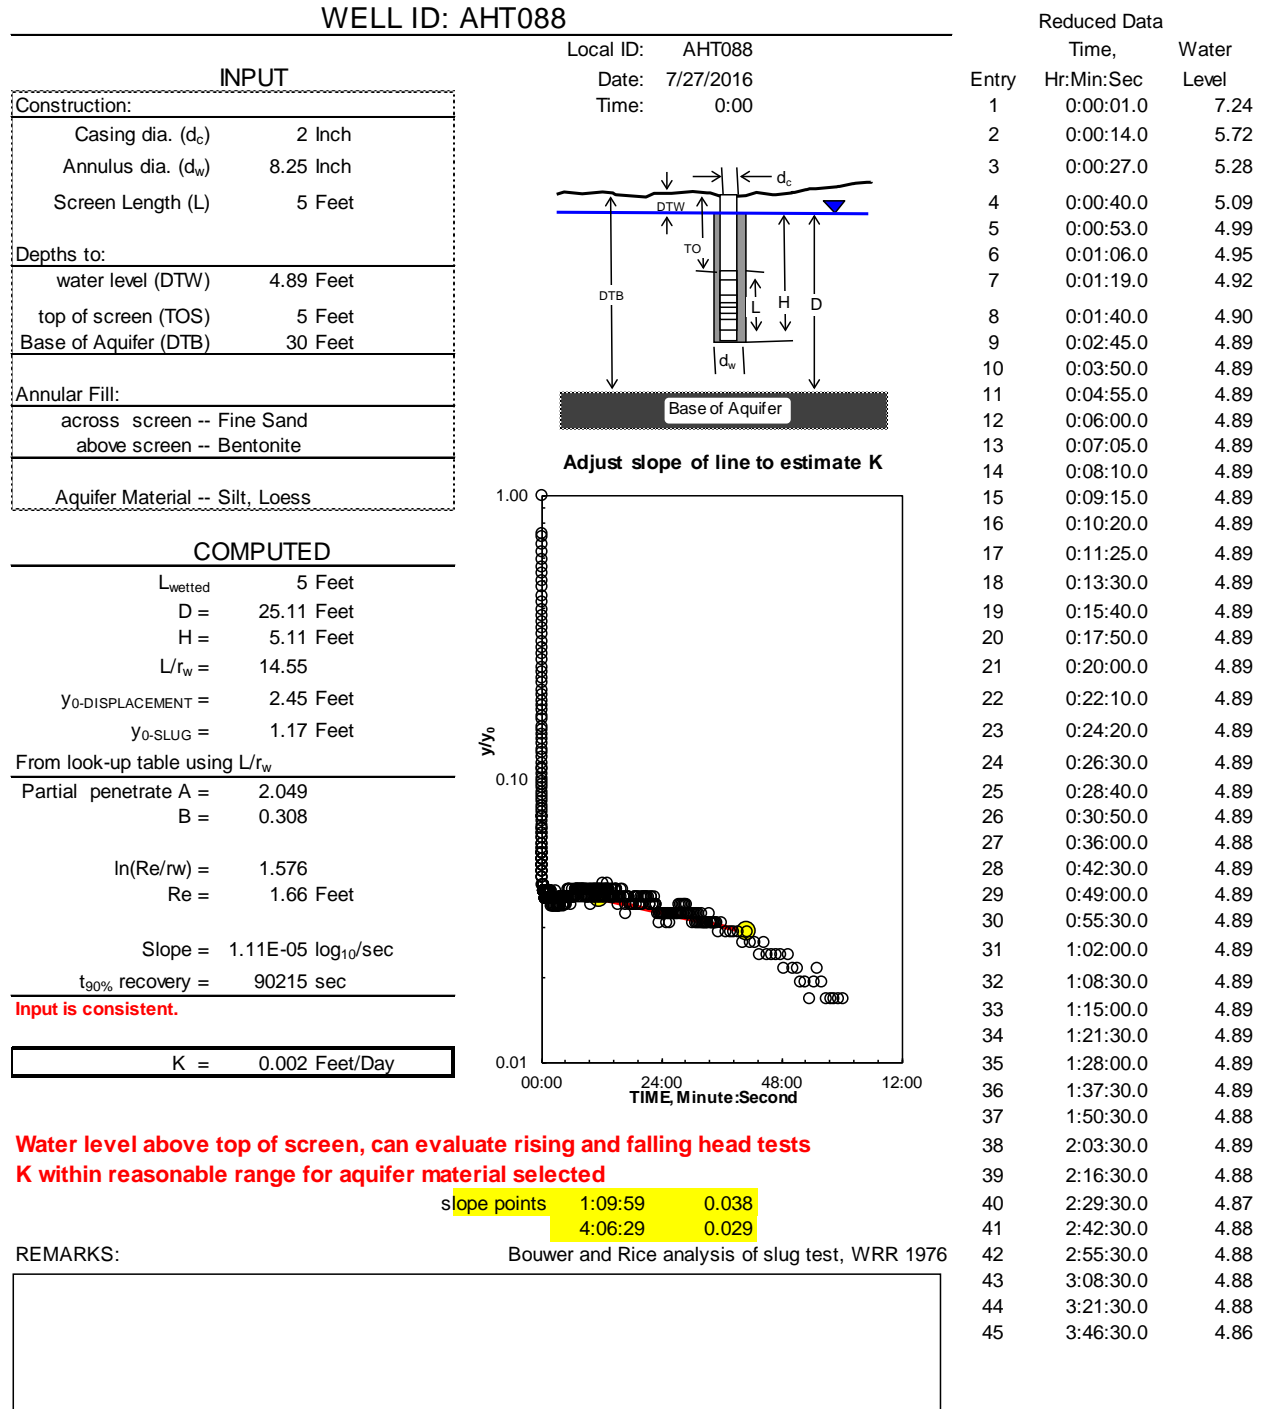 WELL ID: AHT088
Local ID: AHT088
INPUT
Date: 7/27/2016
Time: 0:00
Construction:
Casing dia. (dc) 2 Inch
Annulus dia. (dw) 8.25 Inch
Screen Length (L) 5 Feet
Depths to:
water level (DTW) 4.89 Feet
top of screen (TOS) 5 Feet
Base of Aquifer (DTB) 30 Feet
Annular Fill:
across screen -- Fine Sand
above screen -- Bentonite
Aquifer Material -- Silt, Loess
COMPUTED
Lwetted 5 Feet
D = 25.11 Feet
H = 5.11 Feet
L/rw = 14.55
y0-DISPLACEMENT = 2.45 Feet
y0-SLUG = 1.17 Feet
From look-up table using L/rw
Partial penetrate A = 2.049
B = 0.308
ln(Re/rw) = 1.576
Re = 1.66 Feet
Slope = 1.11E-05 log10/sec
t90% recovery = 90215 sec
Input is consistent.
K = 0.002 Feet/Day
dc
DTW
TO
DTB
L
H
D
dw
Base of Aquifer
Adjust slope of line to estimate K
1.00
0.10
0.01
y/y0
00:00 24:00 48:00 12:00
TIME, Minute:Second
Water level above top of screen, can evaluate rising and falling head tests
K within reasonable range for aquifer material selected
slope points 1:09:59 0.038
4:06:29 0.029
REMARKS: Bouwer and Rice analysis of slug test, WRR 1976
Reduced Data
Time, Water
Entry Hr:Min:Sec Level
1 0:00:01.0 7.24
2 0:00:14.0 5.72
3 0:00:27.0 5.28
4 0:00:40.0 5.09
5 0:00:53.0 4.99
6 0:01:06.0 4.95
7 0:01:19.0 4.92
8 0:01:40.0 4.90
9 0:02:45.0 4.89
10 0:03:50.0 4.89
11 0:04:55.0 4.89
12 0:06:00.0 4.89
13 0:07:05.0 4.89
14 0:08:10.0 4.89
15 0:09:15.0 4.89
16 0:10:20.0 4.89
17 0:11:25.0 4.89
18 0:13:30.0 4.89
19 0:15:40.0 4.89
20 0:17:50.0 4.89
21 0:20:00.0 4.89
22 0:22:10.0 4.89
23 0:24:20.0 4.89
24 0:26:30.0 4.89
25 0:28:40.0 4.89
26 0:30:50.0 4.89
27 0:36:00.0 4.88
28 0:42:30.0 4.89
29 0:49:00.0 4.89
30 0:55:30.0 4.89
31 1:02:00.0 4.89
32 1:08:30.0 4.89
33 1:15:00.0 4.89
34 1:21:30.0 4.89
35 1:28:00.0 4.89
36 1:37:30.0 4.89
37 1:50:30.0 4.88
38 2:03:30.0 4.89
39 2:16:30.0 4.88
40 2:29:30.0 4.87
41 2:42:30.0 4.88
42 2:55:30.0 4.88
43 3:08:30.0 4.88
44 3:21:30.0 4.88
45 3:46:30.0 4.86